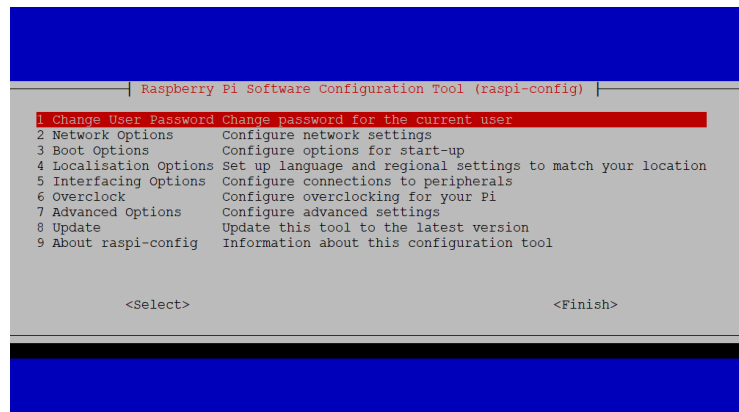 Raspberry Pi Software Configuration Tool (raspi-config)
1 Change User Password Change password for the current user
2 Network Options Configure network settings
3 Boot Options Configure options for start-up
4 Localisation Options Set up language and regional settings to match your location
5 Interfacing Options Configure connections to peripherals
6 Overclock Configure overclocking for your Pi
7 Advanced Options Configure advanced settings
8 Update Update this tool to the latest version
9 About raspi-config Information about this configuration tool
<Select> <Finish>